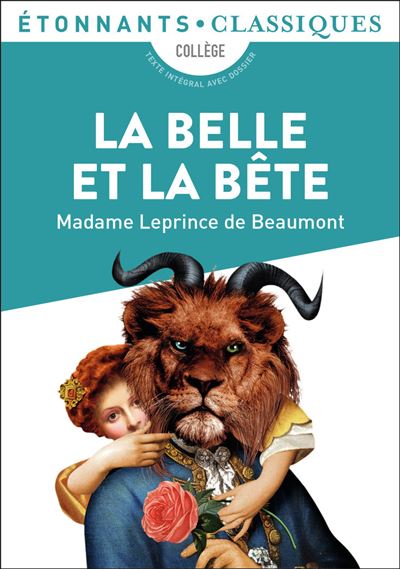 ÉTONNANTS • CLASSIQUES
COLLÈGE
TEXTE INTÉGRAL AVEC DOSSIER
LA BELLE
ET LA BÊTE
Madame Leprince de Beaumont